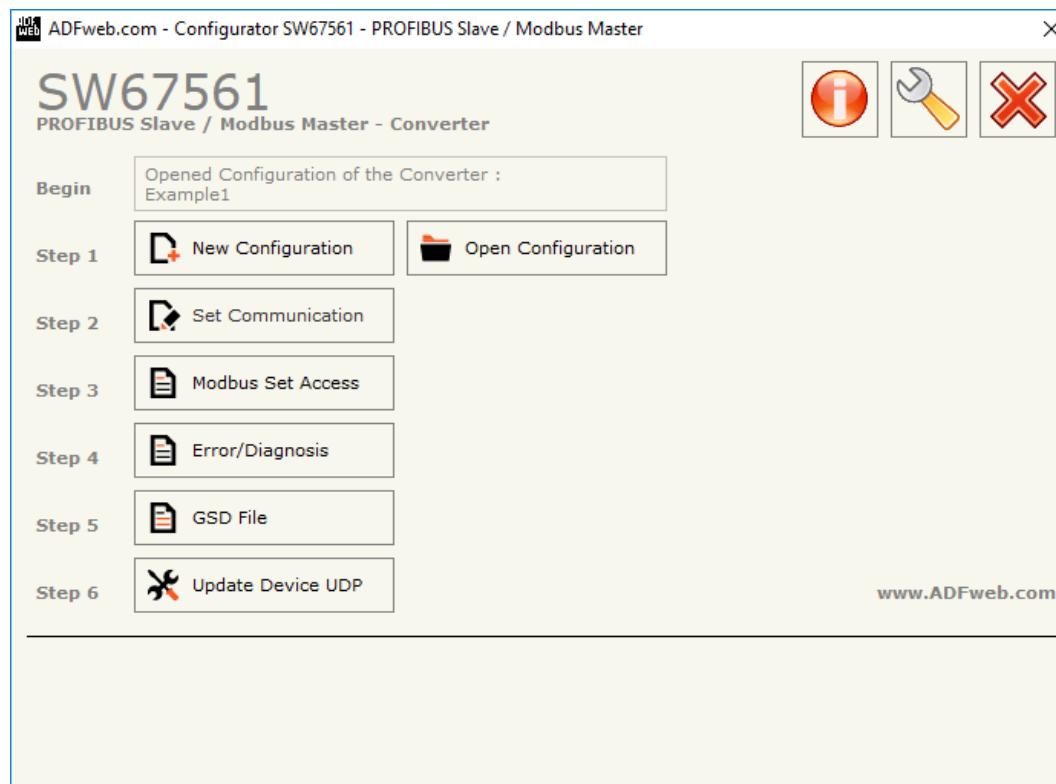 ADF
WEB
ADFweb.com - Configurator SW67561 - PROFIBUS Slave / Modbus Master
SW67561
PROFIBUS Slave / Modbus Master - Converter
Begin
Opened Configuration of the Converter :
Example1
Step 1
New Configuration
Open Configuration
Step 2
Set Communication
Step 3
Modbus Set Access
Step 4
Error/Diagnosis
Step 5
GSD File
Step 6
Update Device UDP
www.ADFweb.com